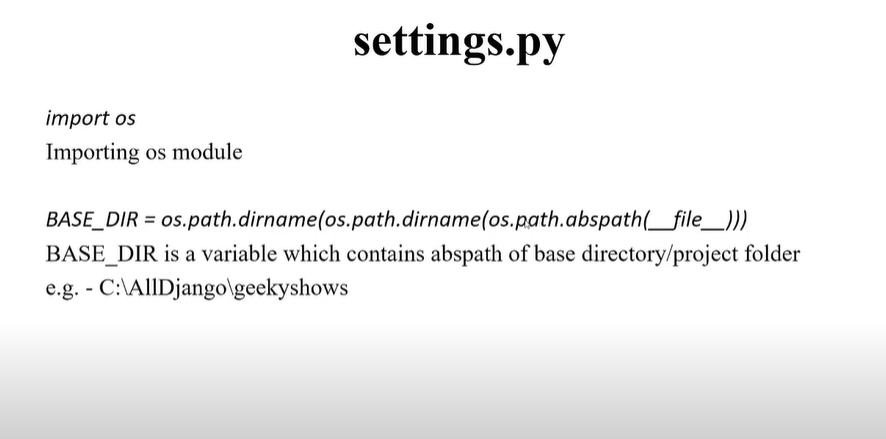 settings.py
import os
Importing os module
BASE_DIR = os.path.dirname(os.path.dirname(os.path.abspath(__file__)))
BASE_DIR is a variable which contains abspath of base directory/project folder
e.g. - C:\AllDjango\geekyshows